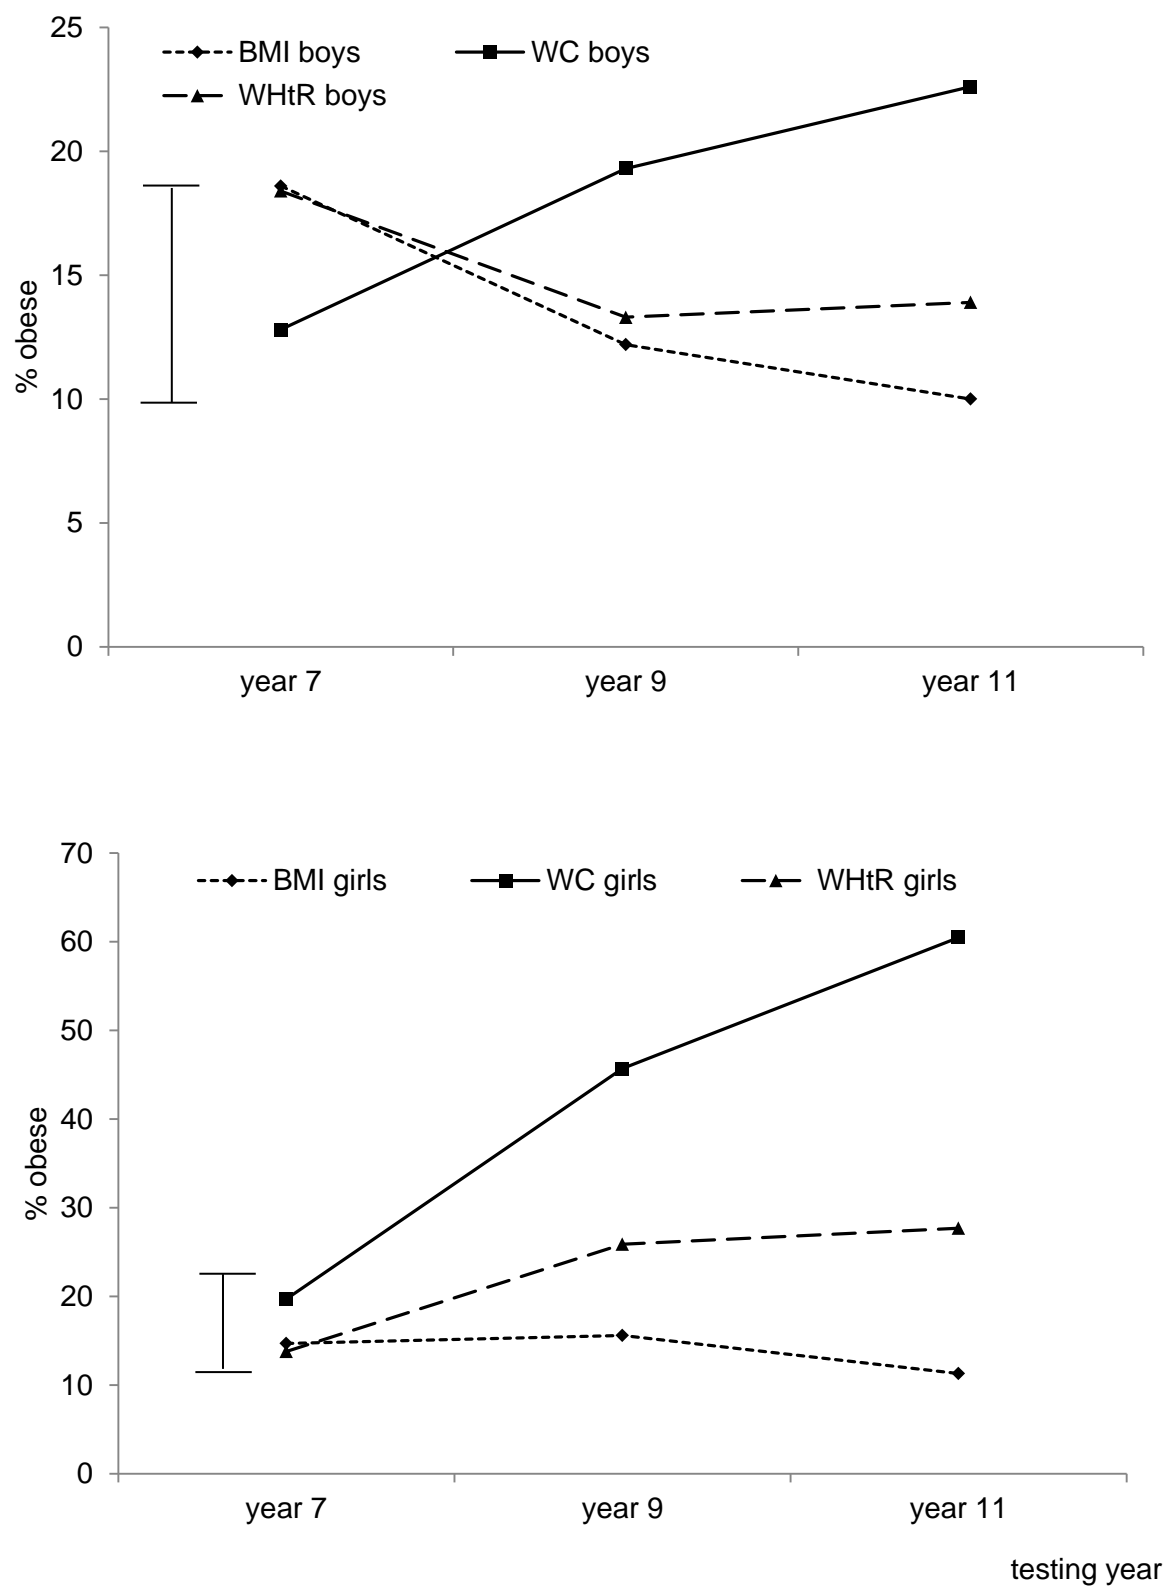 25
BMI boys WC boys
WHtR boys
20
15
% obese
10
5
0
year 7 year 9 year 11
70
BMI girls WC girls WHtR girls
60
50
40
% obese
30
20
10
0
year 7 year 9 year 11
testing year